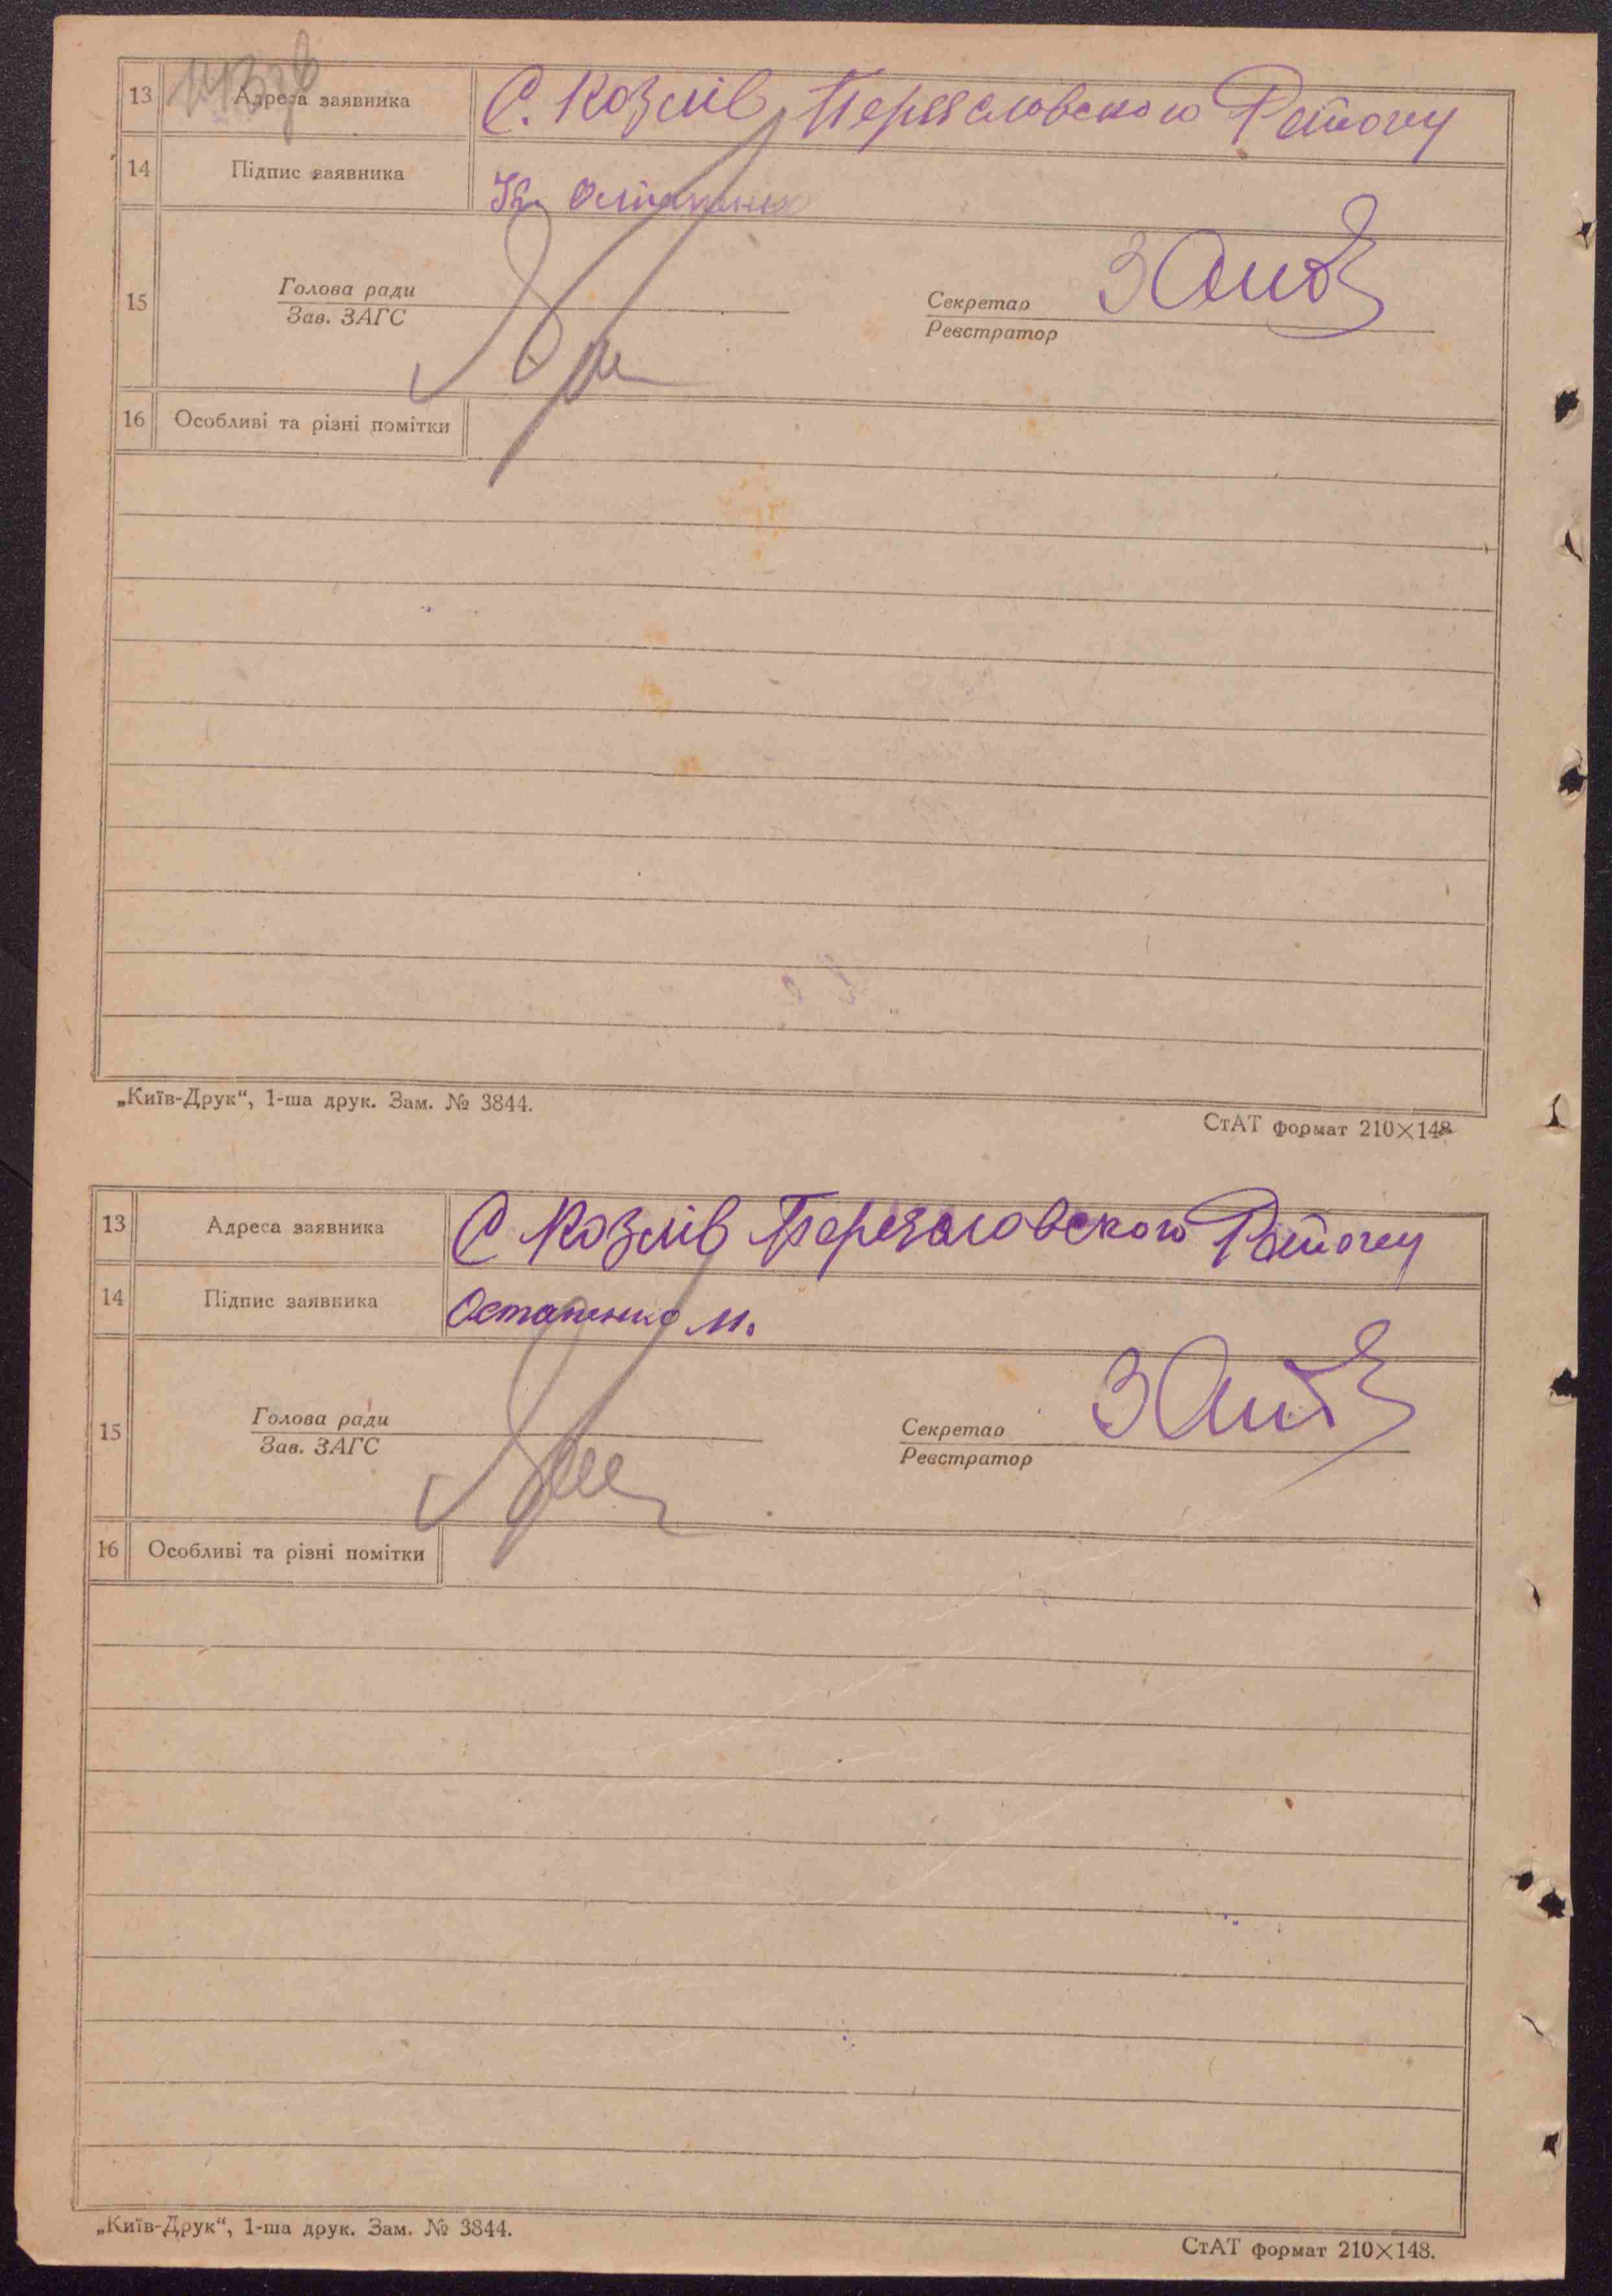 13 Адреса заявника С. Козлів Переясловского Району
14 Підпис заявника Остапенко
15 Голова ради
Зав. ЗАГС
Секретар
Реєстратор
16 Особливі та різні помітки
„Київ-Друк“, 1-ша друк. Зам. № 3844.
СтАТ формат 210×148
13 Адреса заявника С Козлів Переясловского Району
14 Підпис заявника Остапенко М.
15 Голова ради
Зав. ЗАГС
Секретар
Реєстратор
16 Особливі та різні помітки
„Київ-Друк“, 1-ша друк. Зам. № 3844.
СтАТ формат 210×148.